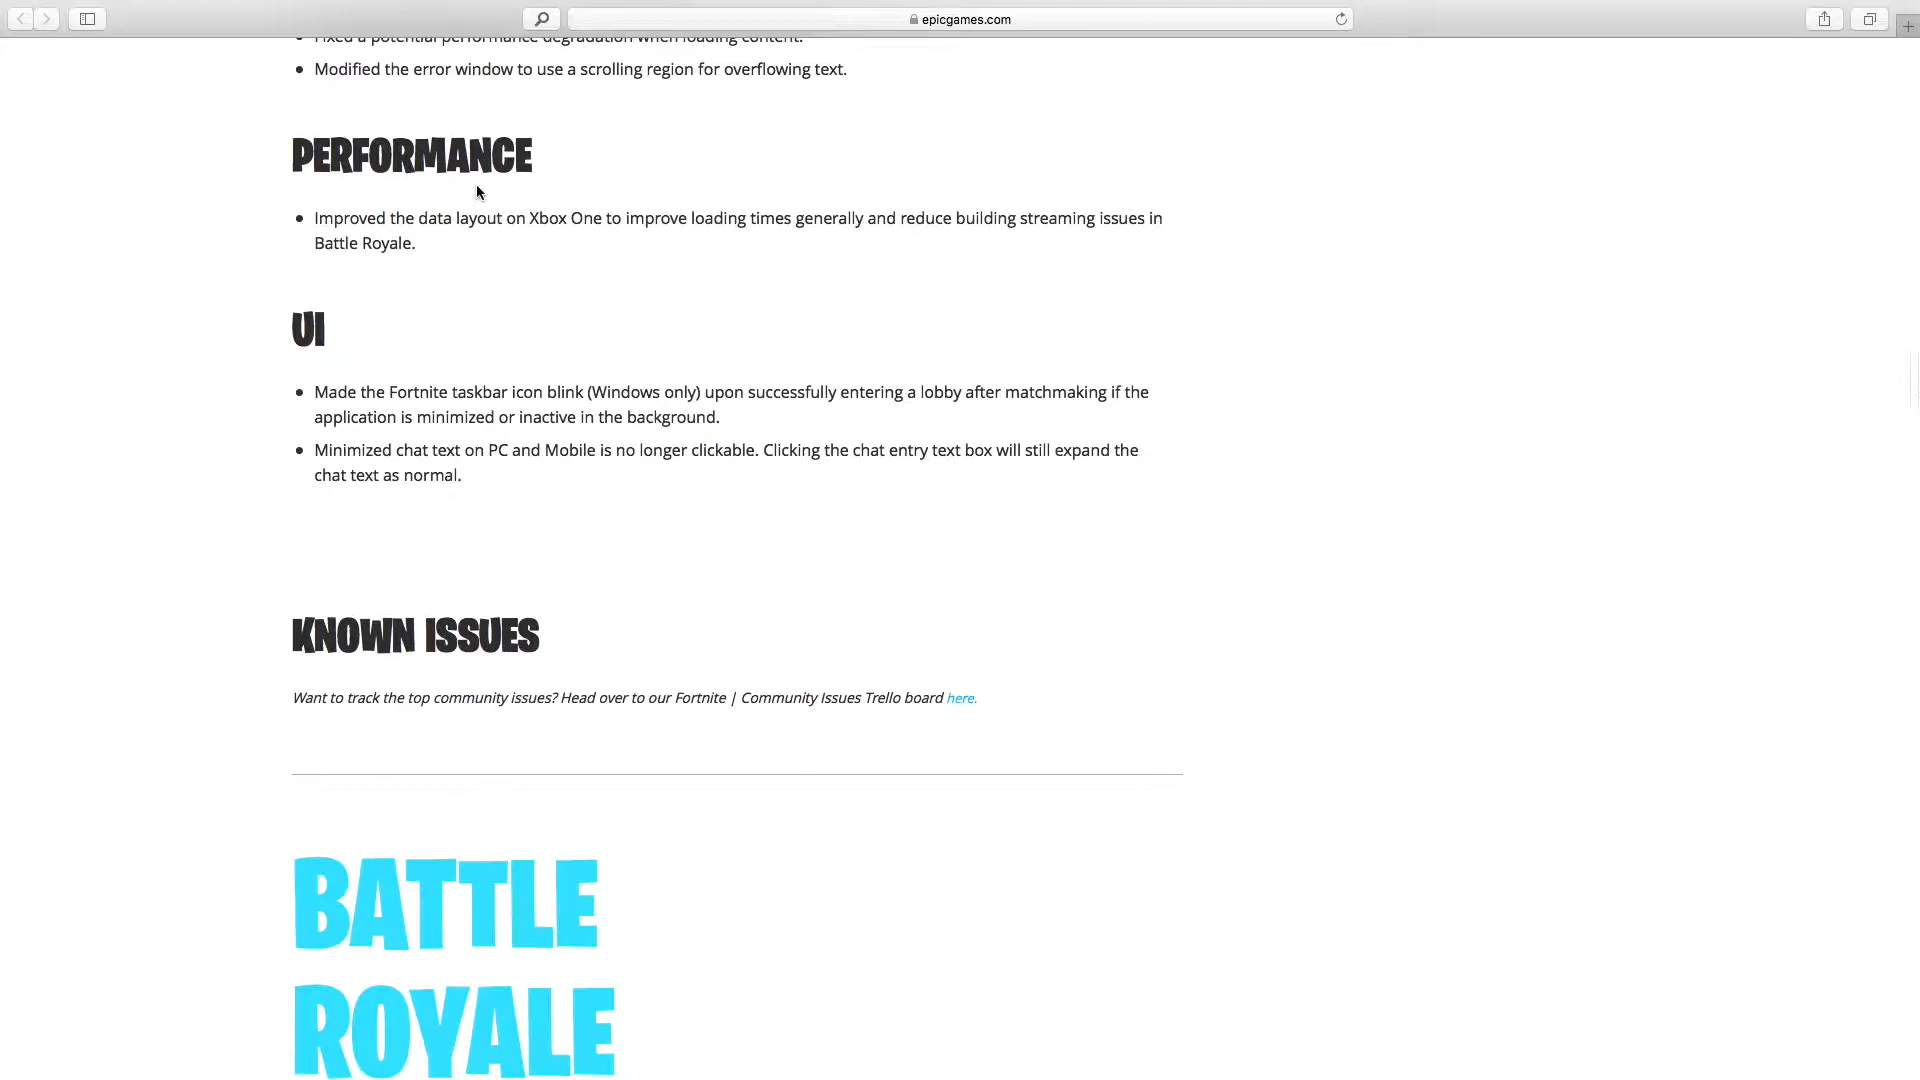 epicgames.com
Fixed a potential performance degradation when loading content.
Modified the error window to use a scrolling region for overflowing text.
PERFORMANCE
Improved the data layout on Xbox One to improve loading times generally and reduce building streaming issues in
Battle Royale.
UI
Made the Fortnite taskbar icon blink (Windows only) upon successfully entering a lobby after matchmaking if the
application is minimized or inactive in the background.
Minimized chat text on PC and Mobile is no longer clickable. Clicking the chat entry text box will still expand the
chat text as normal.
KNOWN ISSUES
Want to track the top community issues? Head over to our Fortnite | Community Issues Trello board here.
BATTLE
ROYALE